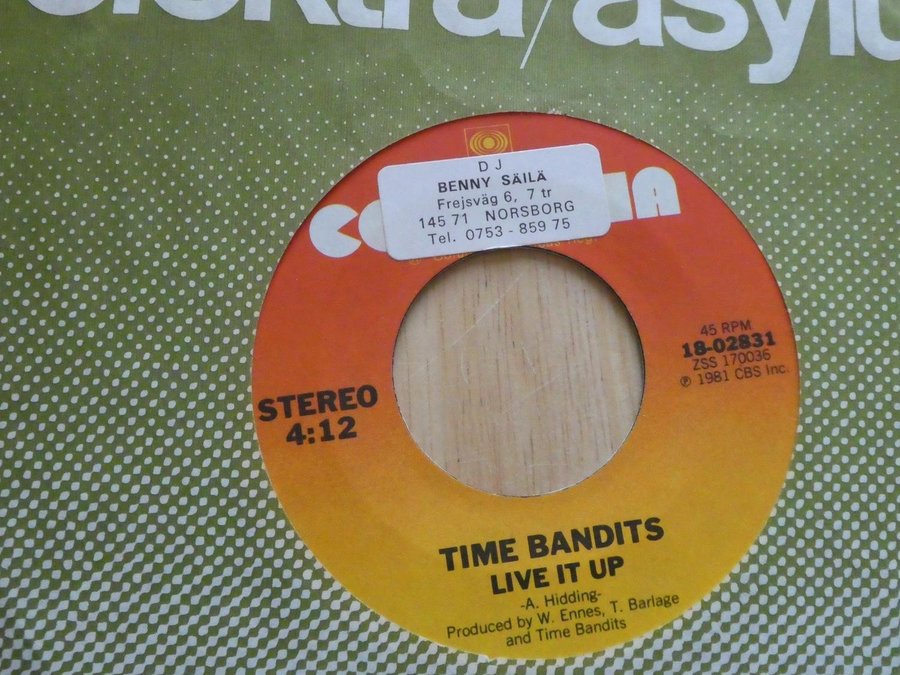 elektra/asylu
DJ
BENNY SÄILÄ
Frejsväg 6, 7 tr
145 71 NORSBORG
Tel. 0753 - 859 75
45 RPM
18-02831
ZSS 170036
℗ 1981 CBS Inc.
STEREO
4:12
TIME BANDITS
LIVE IT UP
-A. Hidding-
Produced by W. Ennes, T. Barlage
and Time Bandits